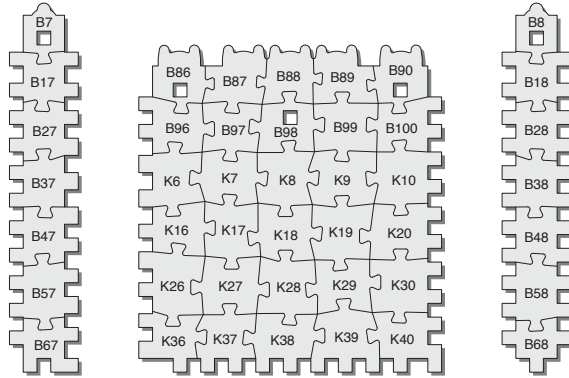 B7
B17
B27
B37
B47
B57
B67
B86 B87 B88 B89 B90
B96 B97 B98 B99 B100
K6 K7 K8 K9 K10
K16 K17 K18 K19 K20
K26 K27 K28 K29 K30
K36 K37 K38 K39 K40
B8
B18
B28
B38
B48
B58
B68